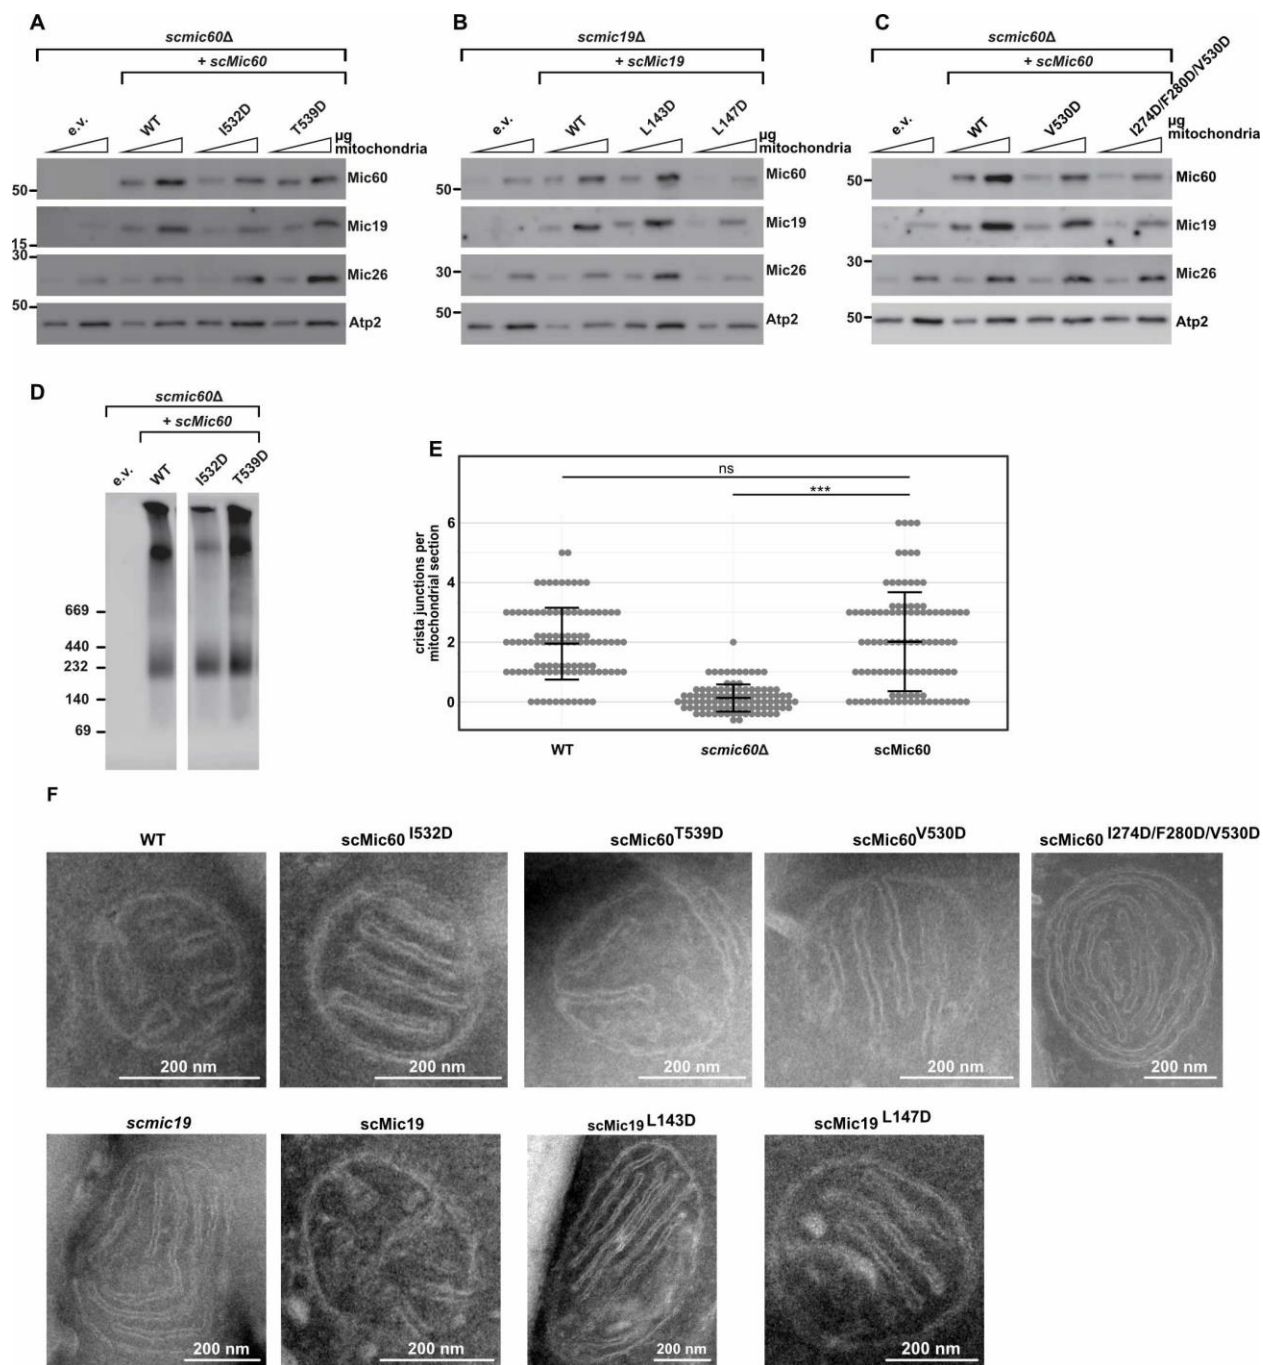 A
scmic60Δ
+ scMic60
e.v.
WT
I532D
T539D
µg
mitochondria
50
Mic60
Mic19
15
30
Mic26
50
Atp2
B
scmic19Δ
+ scMic19
e.v.
WT
L143D
L147D
µg
mitochondria
50
Mic60
Mic19
30
Mic26
50
Atp2
C
scmic60Δ
+ scMic60
e.v.
WT
V530D
I274D/F280D/V530D
µg
mitochondria
50
Mic60
Mic19
30
Mic26
50
Atp2
D
scmic60Δ
+ scMic60
e.v.
WT
I532D
T539D
669
440
232
140
69
E
ns
***
crista junctions per
mitochondrial section
6
4
2
0
WT
scmic60Δ
scMic60
F
WT
scMic60 I532D
scMic60 T539D
scMic60 V530D
scMic60 I274D/F280D/V530D
200 nm
200 nm
200 nm
200 nm
200 nm
scmic19
scMic19
scMic19 L143D
scMic19 L147D
200 nm
200 nm
200 nm
200 nm